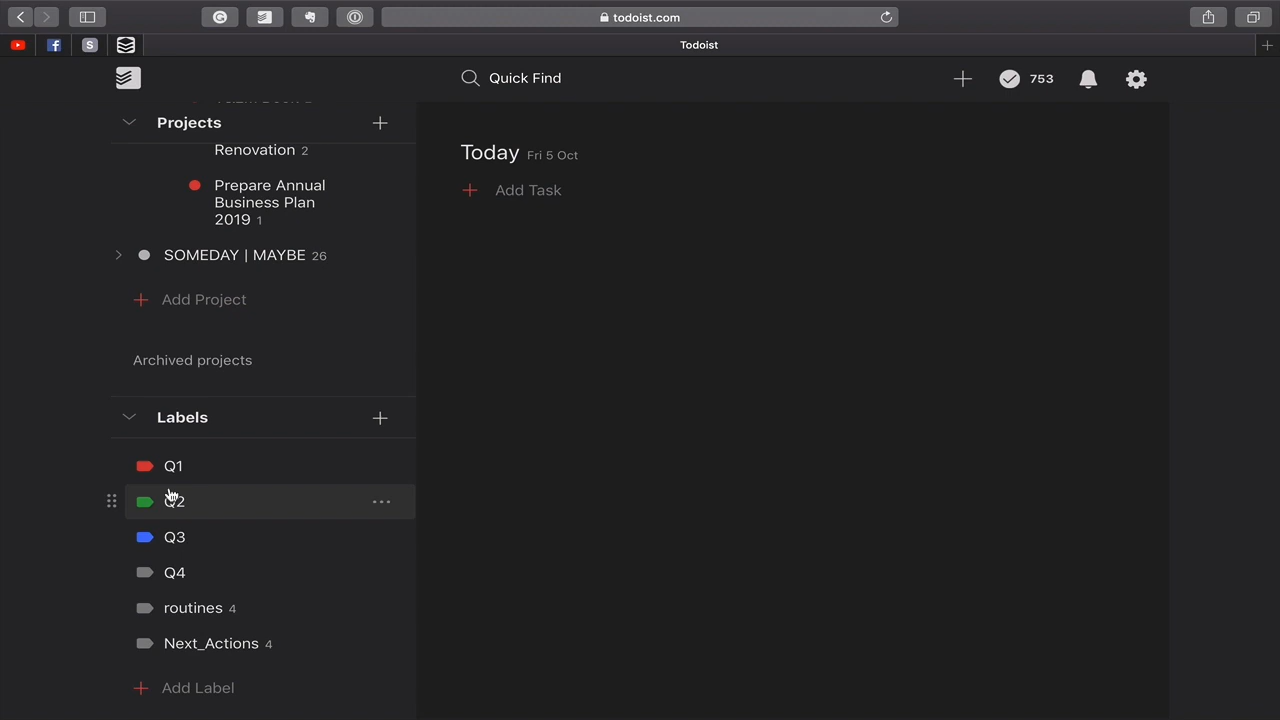 todoist.com
S
Todoist
Quick Find
753
Projects
Renovation 2
Prepare Annual
Business Plan
2019 1
SOMEDAY | MAYBE 26
Add Project
Archived projects
Labels
Q1
Q2
Q3
Q4
routines 4
Next_Actions 4
Add Label
Today Fri 5 Oct
Add Task